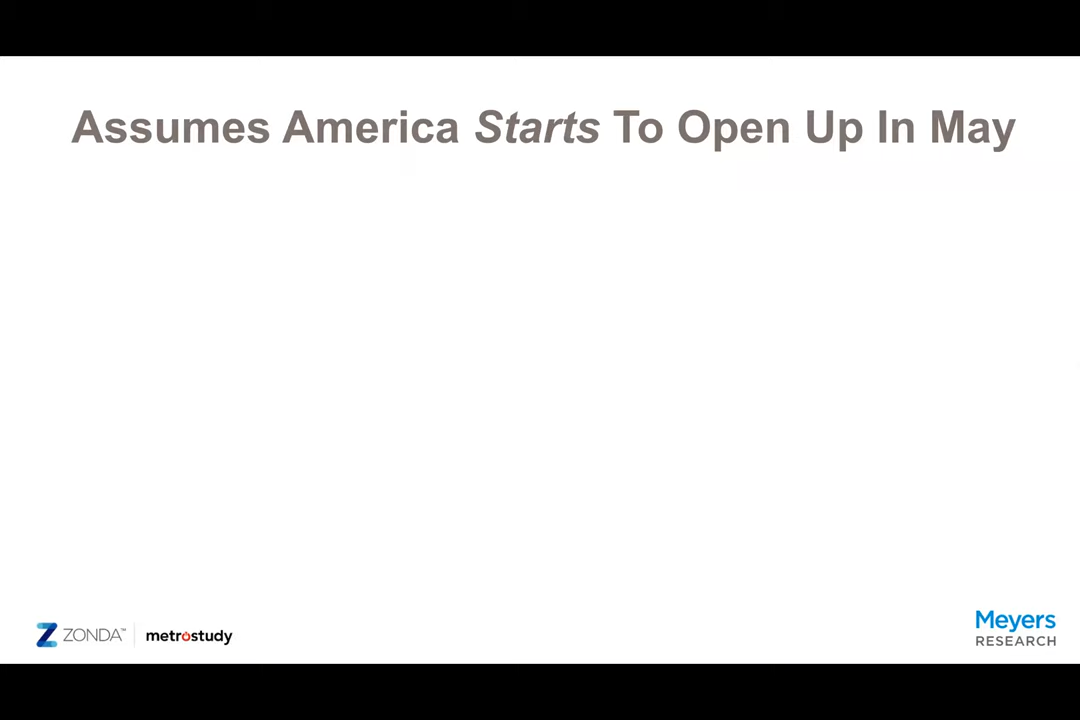 Assumes America Starts To Open Up In May
ZONDA™ metrostudy
Meyers
RESEARCH